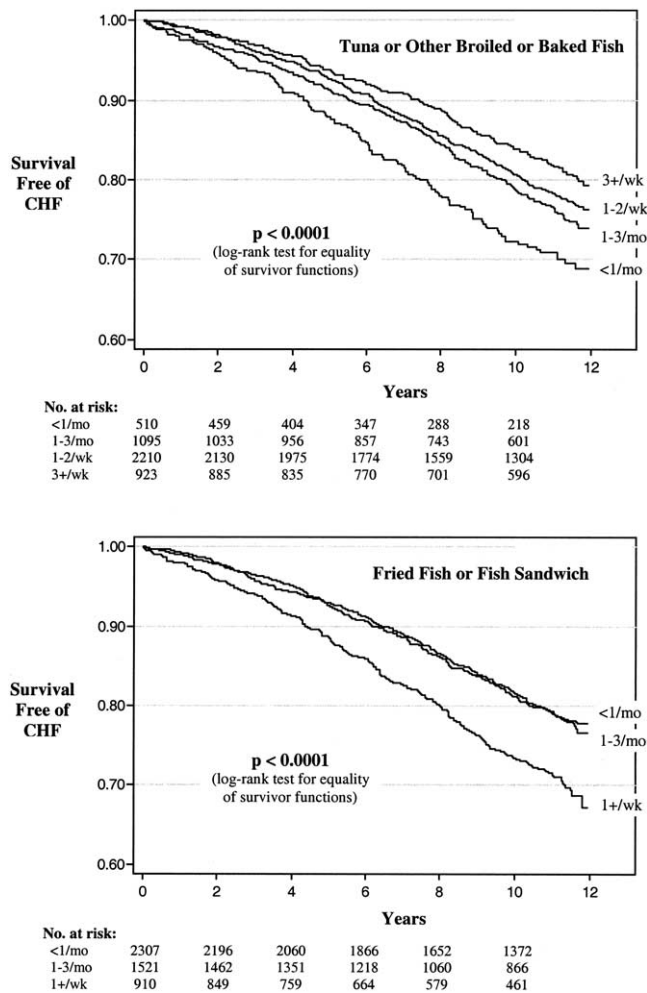 1.00
Tuna or Other Broiled or Baked Fish
0.90
Survival
Free of
CHF
0.80
3+/wk
1-2/wk
1-3/mo
p < 0.0001
(log-rank test for equality
of survivor functions)
0.70
<1/mo
0.60
0 2 4 6 8 10 12
Years
No. at risk:
<1/mo 510 459 404 347 288 218
1-3/mo 1095 1033 956 857 743 601
1-2/wk 2210 2130 1975 1774 1559 1304
3+/wk 923 885 835 770 701 596
1.00
Fried Fish or Fish Sandwich
0.90
Survival
Free of
CHF
0.80
<1/mo
1-3/mo
p < 0.0001
(log-rank test for equality
of survivor functions)
0.70
1+/wk
0.60
0 2 4 6 8 10 12
Years
No. at risk:
<1/mo 2307 2196 2060 1866 1652 1372
1-3/mo 1521 1462 1351 1218 1060 866
1+/wk 910 849 759 664 579 461